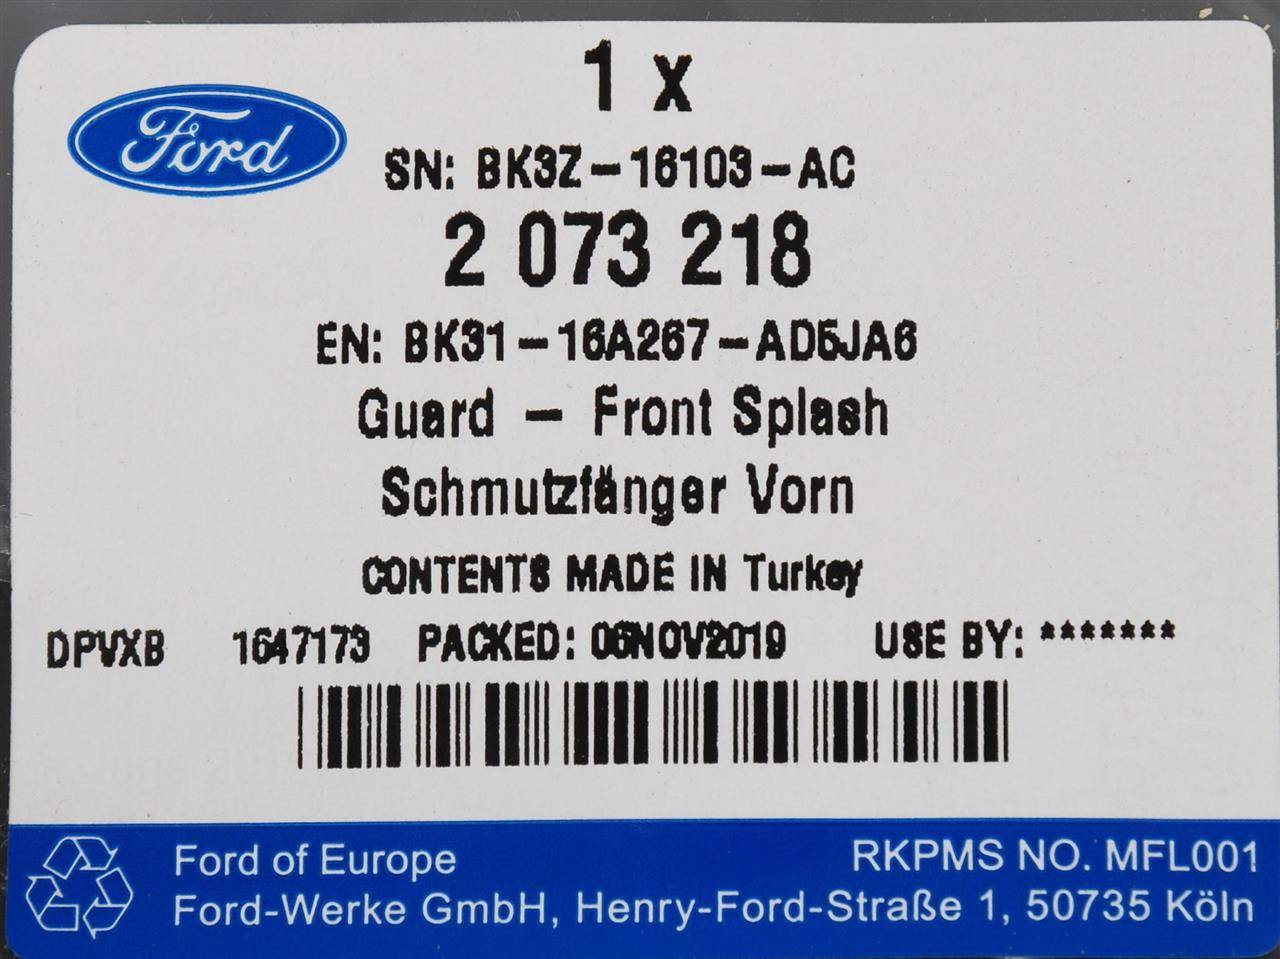 1 x
Ford
SN: BK3Z-16103-AC
2 073 218
EN: BK31-16A267-AD5JA6
Guard - Front Splash
Schmutzfänger Vorn
CONTENTS MADE IN Turkey
DPVXB 1647173 PACKED: 06NOV2019 USE BY: *******
Ford of Europe RKPMS NO. MFL001
Ford-Werke GmbH, Henry-Ford-Straße 1, 50735 Köln